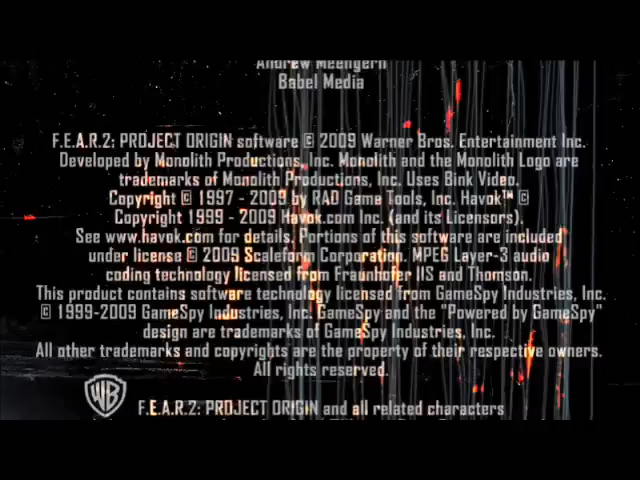 Andrew Meengern
Babel Media
F.E.A.R.2: PROJECT ORIGIN software © 2009 Warner Bros. Entertainment Inc.
Developed by Monolith Productions, Inc. Monolith and the Monolith Logo are
trademarks of Monolith Productions, Inc. Uses Bink Video.
Copyright © 1997 - 2009 by RAD Game Tools, Inc. Havok™ ©
Copyright 1999 - 2009 Havok.com Inc. (and its Licensors).
See www.havok.com for details. Portions of this software are included
under license © 2009 Scaleform Corporation. MPEG Layer-3 audio
coding technology licensed from Fraunhofer IIS and Thomson.
This product contains software technology licensed from GameSpy Industries, Inc.
© 1999-2009 GameSpy Industries, Inc. GameSpy and the "Powered by GameSpy"
design are trademarks of GameSpy Industries, Inc.
All other trademarks and copyrights are the property of their respective owners.
All rights reserved.
WB
F.E.A.R.2: PROJECT ORIGIN and all related characters